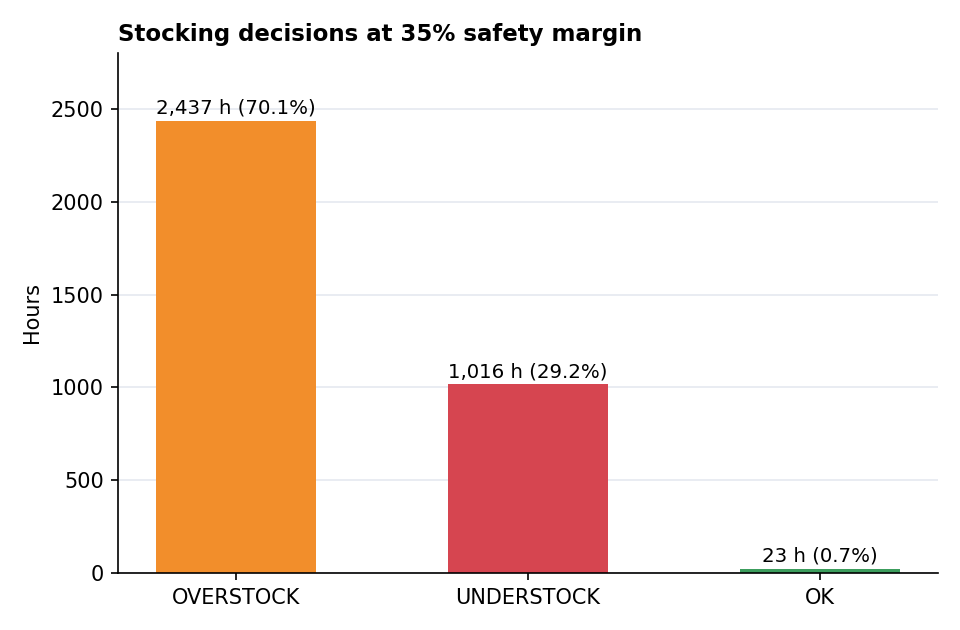 Stocking decisions at 35% safety margin
Hours
2500
2000
1500
1000
500
0
2,437 h (70.1%)
1,016 h (29.2%)
23 h (0.7%)
OVERSTOCK
UNDERSTOCK
OK